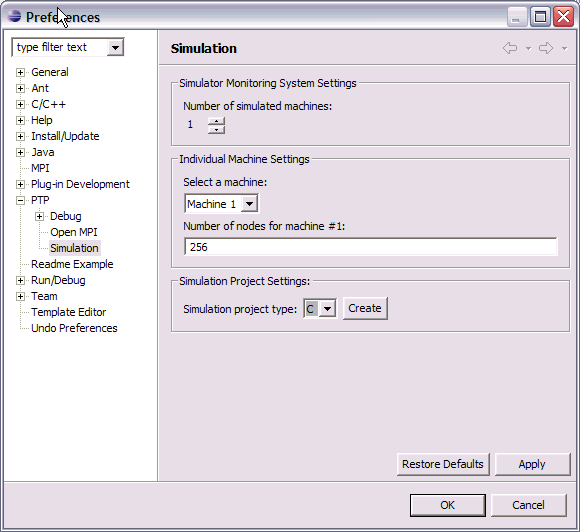 Preferences
type filter text
General
Ant
C/C++
Help
Install/Update
Java
MPI
Plug-in Development
PTP
Debug
Open MPI
Simulation
Readme Example
Run/Debug
Team
Template Editor
Undo Preferences
Simulation
Simulator Monitoring System Settings
Number of simulated machines:
1
Individual Machine Settings
Select a machine:
Machine 1
Number of nodes for machine #1:
256
Simulation Project Settings:
Simulation project type: C Create
Restore Defaults Apply
OK Cancel